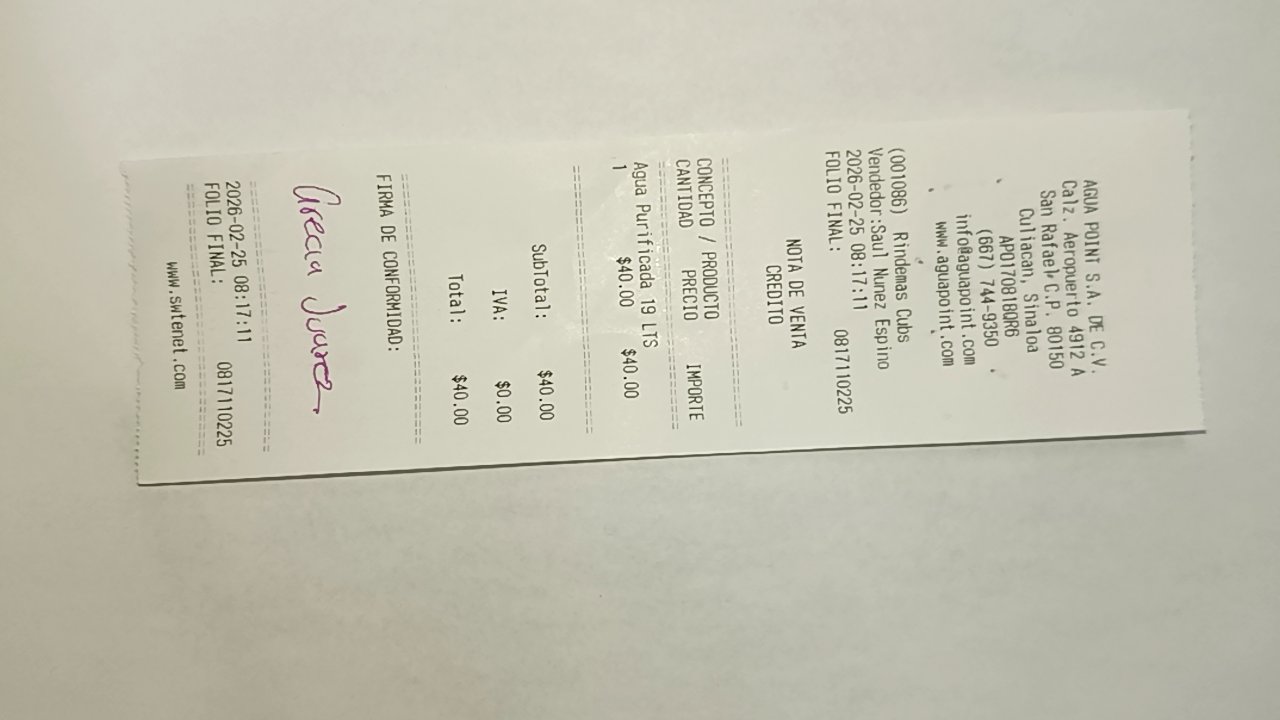 AGUA POINT S.A. DE C.V.
Calz. Aeropuerto 4912 A
San Rafael C.P. 80150
Culiacan, Sinaloa
APO170818QR6
(667) 744-9350
info@aguapoint.com
www.aguapoint.com
(001086) Rindemas Cubs
Vendedor:Saul Nunez Espino
2026-02-25 08:17:11
FOLIO FINAL: 0817110225
NOTA DE VENTA
CREDITO
CONCEPTO / PRODUCTO
CANTIDAD PRECIO IMPORTE
Agua Purificada 19 LTS
1 $40.00 $40.00
SubTotal: $40.00
IVA: $0.00
Total: $40.00
FIRMA DE CONFORMIDAD:
Grecia Juarez
2026-02-25 08:17:11
FOLIO FINAL: 0817110225
www.swtenet.com